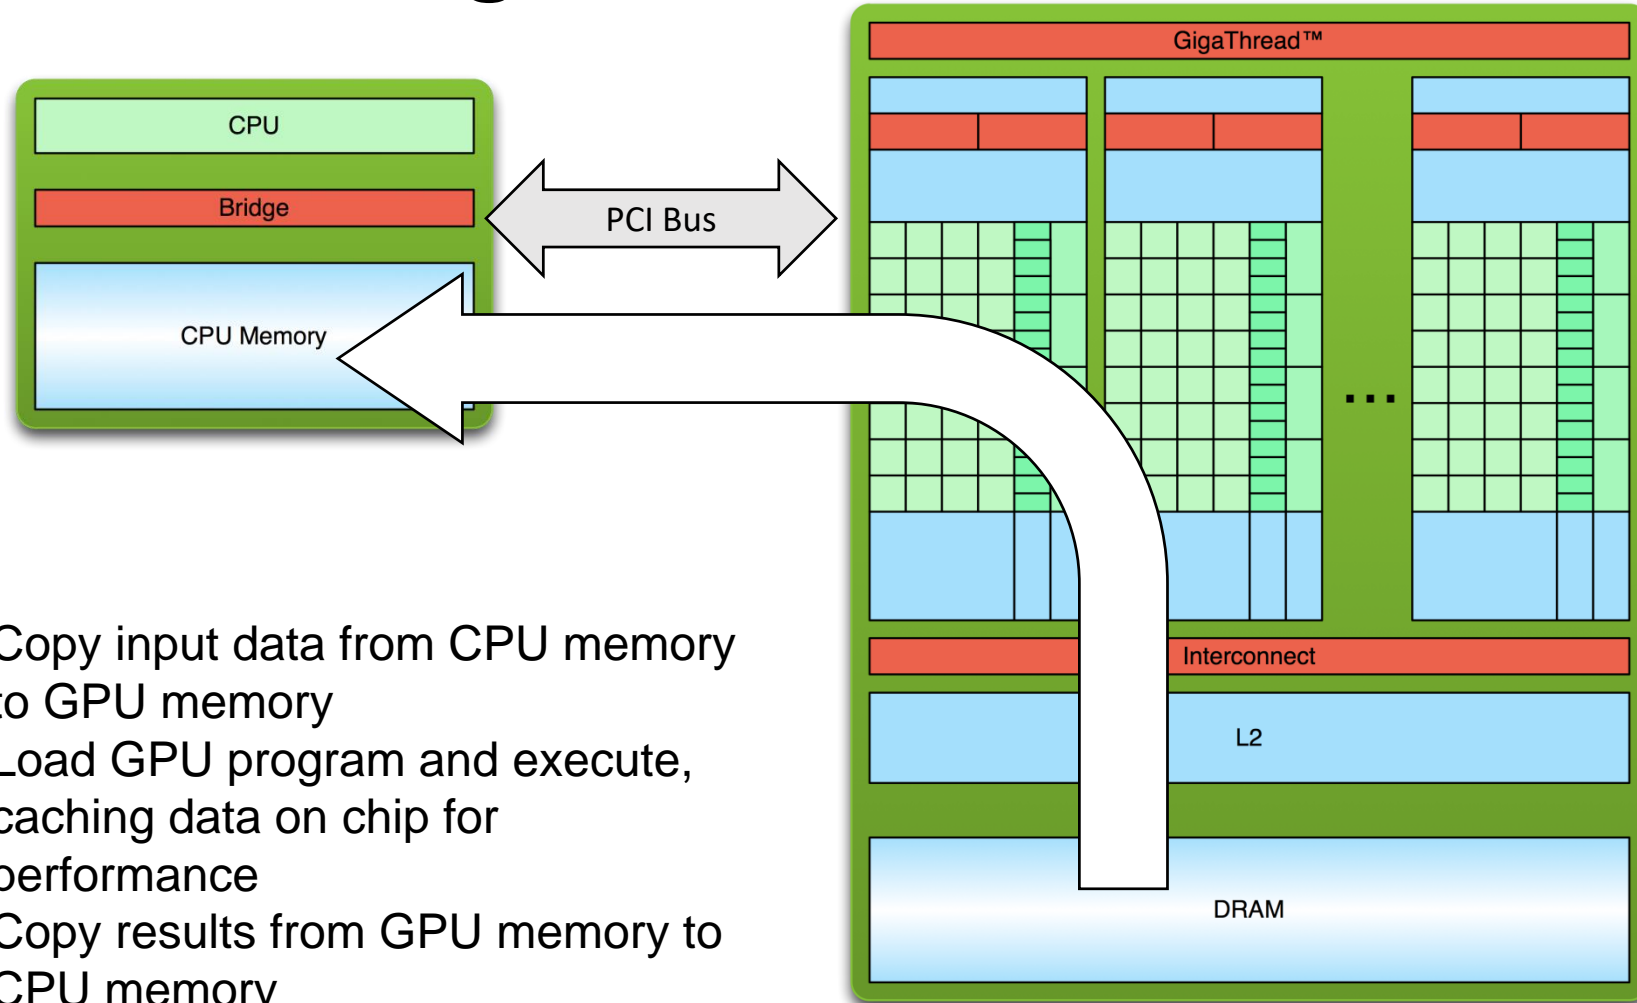 GigaThread™
CPU
Bridge
PCI Bus
CPU Memory
...
Copy input data from CPU memory
to GPU memory
Load GPU program and execute,
caching data on chip for
performance
Copy results from GPU memory to
CPU memory
Interconnect
L2
DRAM